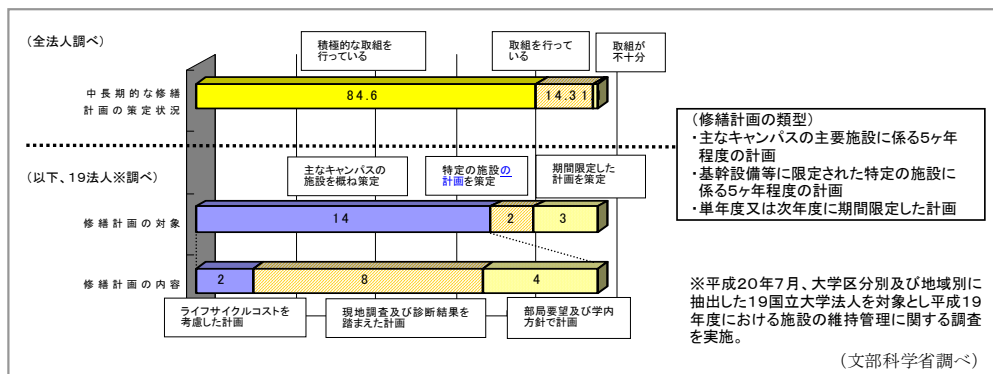 （全法人調べ）
積極的な取組を
行っている
取組を行って
いる
取組が
不十分
中長期的な修繕
計画の策定状況
84.6
14.3
1
（以下、19法人※調べ）
主なキャンパスの
施設を概ね策定
特定の施設の
計画を策定
期間限定した
計画を策定
修繕計画の対象
14
2
3
修繕計画の内容
2
8
4
ライフサイクルコストを
考慮した計画
現地調査及び診断結果を
踏まえた計画
部局要望及び学内
方針で計画
（修繕計画の類型）
・主なキャンパスの主要施設に係る5ヶ年
程度の計画
・基幹設備等に限定された特定の施設に
係る5ヶ年程度の計画
・単年度又は次年度に期間限定した計画
※平成20年7月、大学区分別及び地域別に
抽出した19国立大学法人を対象とし平成19
年度における施設の維持管理に関する調査
を実施。
（文部科学省調べ）